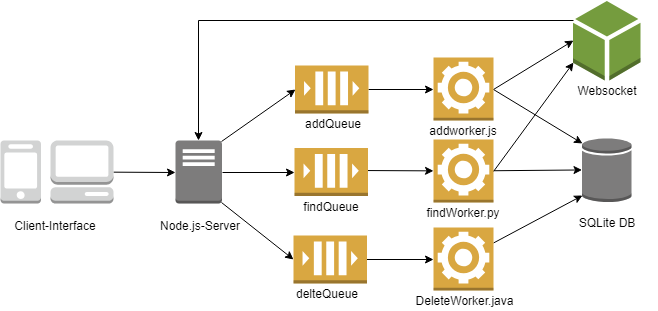 Websocket
addQueue
addworker.js
Client-Interface
Node.js-Server
findQueue
findWorker.py
SQLite DB
delteQueue
DeleteWorker.java